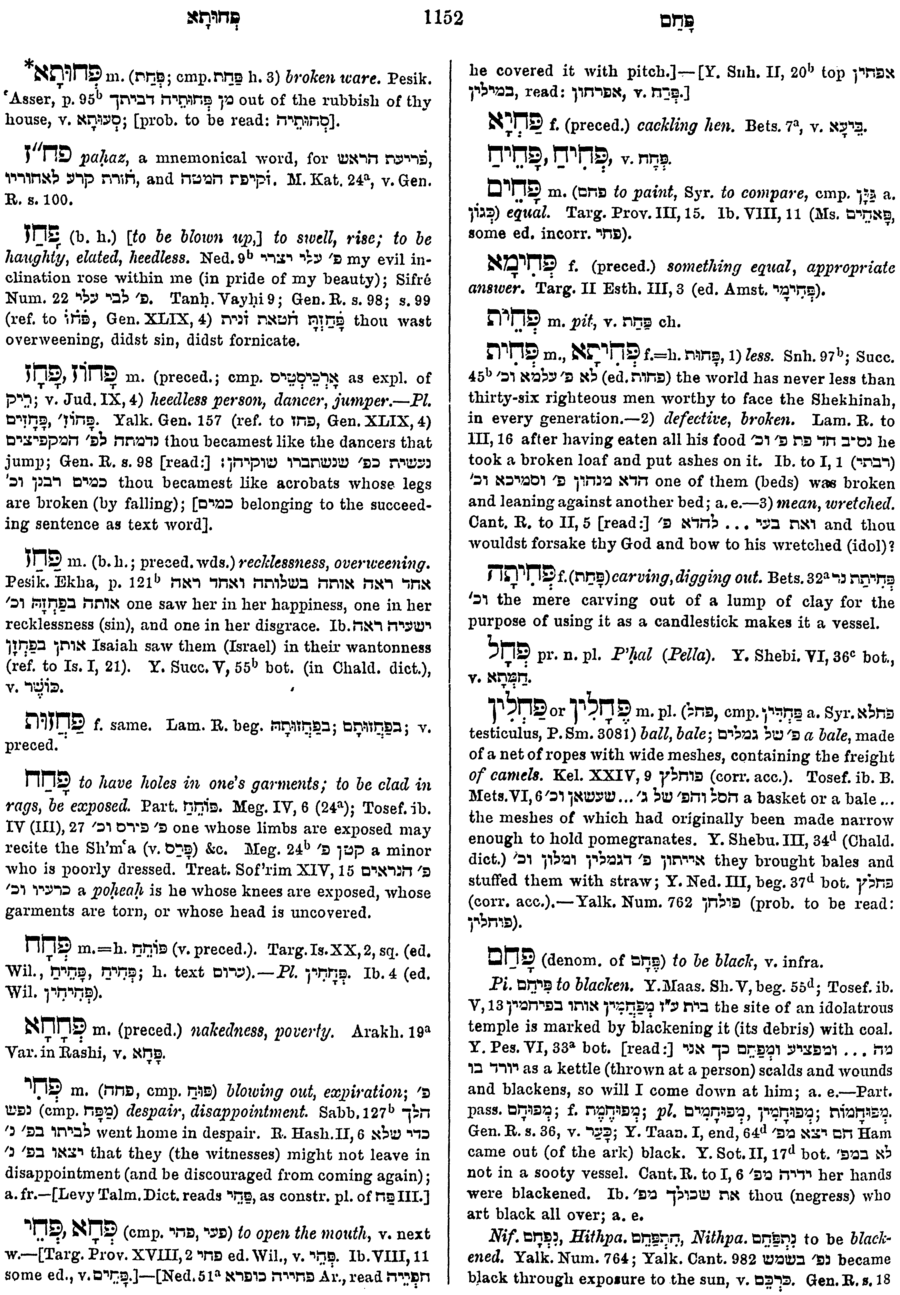 פְּחוּתָא
1152
פָּחַם
*פְּחוּתָא m. (פָּחַת; cmp. פַּחַת h. 3) broken ware. Pesik.
‘Asser, p. 95b מן פְּחוּתֵיה דביתך out of the rubbish of thy
house, v. סְעוּתָא; [prob. to be read: סְחוּתֵיה].
פח״ז paḥaz, a mnemonical word, for פְּרִיעת הראש,
חֲזרת קרע לאחוריו, and זקיפת המטה. M. Kat. 24a, v. Gen.
R. s. 100.
פָּחַז (b. h.) [to be blown up,] to swell, rise; to be
haughty, elated, heedless. Ned. 9b פ׳ עלי יצרי my evil in-
clination rose within me (in pride of my beauty); Sifré
Num. 22 פ׳ לבי עלי. Tanḥ. Vayḥi 9; Gen. R. s. 98; s. 99
(ref. to פחז, Gen. XLIX, 4) פָּחַזְתָּ חטאת זנית thou wast
overweening, didst sin, didst fornicate.
פָּחוֹז, פָּחָז m. (preced.; cmp. אַרְכֵיסְטֵיס as expl. of
רֵיק; v. Jud. IX, 4) heedless person, dancer, jumper.—Pl.
פָּחוֹזִ׳, פָּחָזִים. Yalk. Gen. 157 (ref. to פחז, Gen. XLIX, 4)
נדמתה לפ׳ המקפיצים thou becamest like the dancers that
jump; Gen. R. s. 98 [read:] נעשית כפ׳ שנשתברו שוקיהן;
כמים רבנן וכ׳ thou becamest like acrobats whose legs
are broken (by falling); [כמים belonging to the succeed-
ing sentence as text word].
פַּחַז m. (b. h.; preced. wds.) recklessness, overweening.
Pesik. Ekha, p. 121b אחד ראה אותה בשלותה ואחד ראה
אותה בפַחְזָהּ וכ׳ one saw her in her happiness, one in her
recklessness (sin), and one in her disgrace. Ib. ישעיה ראה
אותן בפַחְזָן Isaiah saw them (Israel) in their wantonness
(ref. to Is. I, 21). Y. Succ. V, 55b bot. (in Chald. dict.),
v. כּוֹשֶׁר.
פַּחֲזוּת f. same. Lam. R. beg. בפַחֲזוּתָם; בפַחֲזוּתָהּ; v.
preced.
פָּחַח to have holes in one's garments; to be clad in
rags, be exposed. Part. פּוֹחֵחַ. Meg. IV, 6 (24a); Tosef. ib.
IV (III), 27 פ׳ פירס וכ׳ one whose limbs are exposed may
recite the Sh'm‘a (v. פָּרַס) &c. Meg. 24b קטן פ׳ a minor
who is poorly dressed. Treat. Sof'rim XIV, 15 פ׳ הנראים
כרעיו וכ׳ a poḥeaḥ is he whose knees are exposed, whose
garments are torn, or whose head is uncovered.
פָּחֵחַ m.=h. פּוֹחֵחַ (v. preced.). Targ. Is. XX, 2, sq. (ed.
Wil., פָּחֵיחַ, פְּחִיחַ; h. text ערום).—Pl. פָּחֲחִין. Ib. 4 (ed.
Wil. פְּחִיחִין).
פַּחֲחָא m. (preced.) nakedness, poverty. Arakh. 19a
Var. in Rashi, v. פָּחָא.
פַּחֵי m. (פחה, cmp. פּוּחַ) blowing out, expiration; פ׳
נפש (cmp. מַפָּח) despair, disappointment. Sabb. 127b הלך
לביתו בפ׳ נ׳ went home in despair. R. Hash. II, 6 כדי שלא
יצאו בפ׳ נ׳ that they (the witnesses) might not leave in
disappointment (and be discouraged from coming again);
a. fr.—[Levy Talm. Dict. reads פַּחֵי, as constr. pl. of פַּח III.]
פְּחָא, פְּחֵי (cmp. פעי, פהי) to open the mouth, v. next
w.—[Targ. Prov. XVIII, 2 פחי ed. Wil., v. פְּהֵי. Ib. VIII, 11
some ed., v. פָּחִים.]—[Ned. 51a פחייה כופרא Ar., read חפייה
he covered it with pitch.]—[Y. Snh. II, 20b top אפחין
במילין, read: אפרחון, v. פְּרַח.]
פַּחְיָא f. (preced.) cackling hen. Bets. 7a, v. בֵּיעָא.
פְּחִיחַ, פָּחֵיחַ, v. פָּחֵחַ.
פָּחִים m. (פחם to paint, Syr. to compare, cmp. גַּוָּן a.
כְּגוֹן) equal. Targ. Prov. III, 15. Ib. VIII, 11 (Ms. פָּאחִים,
some ed. incorr. פחי).
פְּחִימָא f. (preced.) something equal, appropriate
answer. Targ. II Esth. III, 3 (ed. Amst. פְּחִימֵי).
פְּחֵית m. pit, v. פַּחַת ch.
פְּחִית m., פְּחִיתָא f.=h. פָּחוּת, 1) less. Snh. 97b; Succ.
45b לא פ׳ עלמא וכ׳ (ed. פחות) the world has never less than
thirty-six righteous men worthy to face the Shekhinah,
in every generation.—2) defective, broken. Lam. R. to
III, 16 after having eaten all his food נסיב חד פת פ׳ וכ׳ he
took a broken loaf and put ashes on it. Ib. to I, 1 (רבתי)
הדא מנהון פ׳ וסמיכא וכ׳ one of them (beds) was broken
and leaning against another bed; a. e.—3) mean, wretched.
Cant. R. to II, 5 [read:] ואת בעי ... להדא פ׳ and thou
wouldst forsake thy God and bow to his wretched (idol)?
פְּחִיתָה f. (פָּחַת) carving, digging out. Bets. 32a פְּחִיתַת נר
וכ׳ the mere carving out of a lump of clay for the
purpose of using it as a candlestick makes it a vessel.
פַּחַל pr. n. pl. P'ḥal (Pella). Y. Shebi. VI, 36c bot.,
v. חַמְּתָא.
פַּחְלִין or פֶּחָלִין m. pl. (פחל, cmp. פַּחְדִּין a. Syr. פחלא
testiculus, P. Sm. 3081) ball, bale; פ׳ של גמלים a bale, made
of a net of ropes with wide meshes, containing the freight
of camels. Kel. XXIV, 9 פוחלץ (corr. acc.). Tosef. ib. B.
Mets. VI, 6 הסל והפ׳ של ג׳ ... שעשאן וכ׳ a basket or a bale ...
the meshes of which had originally been made narrow
enough to hold pomegranates. Y. Shebu. III, 34d (Chald.
dict.) אייתון פ׳ דגמלין ומלון וכ׳ they brought bales and
stuffed them with straw; Y. Ned. III, beg. 37d bot. פחלץ
(corr. acc.).—Yalk. Num. 762 פולחן (prob. to be read:
פוחלין).
פָּחַם (denom. of פֶּחָם) to be black, v. infra.
Pi. פִּיחֵם to blacken. Y. Maas. Sh. V, beg. 55d; Tosef. ib.
V, 13 בית ע״ז מְפַחֲמִין אותו בפיחמין the site of an idolatrous
temple is marked by blackening it (its debris) with coal.
Y. Pes. VI, 33a bot. [read:] מה ... ומפציע ומְפַחֵם כך אני
יורד בו as a kettle (thrown at a person) scalds and wounds
and blackens, so will I come down at him; a. e.—Part.
pass. מְפוּחָם; f. מְפוּחֶמֶת; pl. מְפוּחָמִין, מְפוּחָמִים; מְפוּחָמוֹת.
Gen. R. s. 36, v. כָּעַר; Y. Taan. I, end, 64d חם יצא מפ׳ Ham
came out (of the ark) black. Y. Sot. II, 17d bot. לא במפ׳
not in a sooty vessel. Cant. R. to I, 6 ידיה מפ׳ her hands
were blackened. Ib. את שכולך מפ׳ thou (negress) who
art black all over; a. e.
Nif. נִפְחַם, Hithpa. הִתְפַּחֵם, Nithpa. נִתְפַּחֵם to be black-
ened. Yalk. Num. 764; Yalk. Cant. 982 נפ׳ בשמש became
black through exposure to the sun, v. כִּרְכֵּם. Gen. R. s. 18